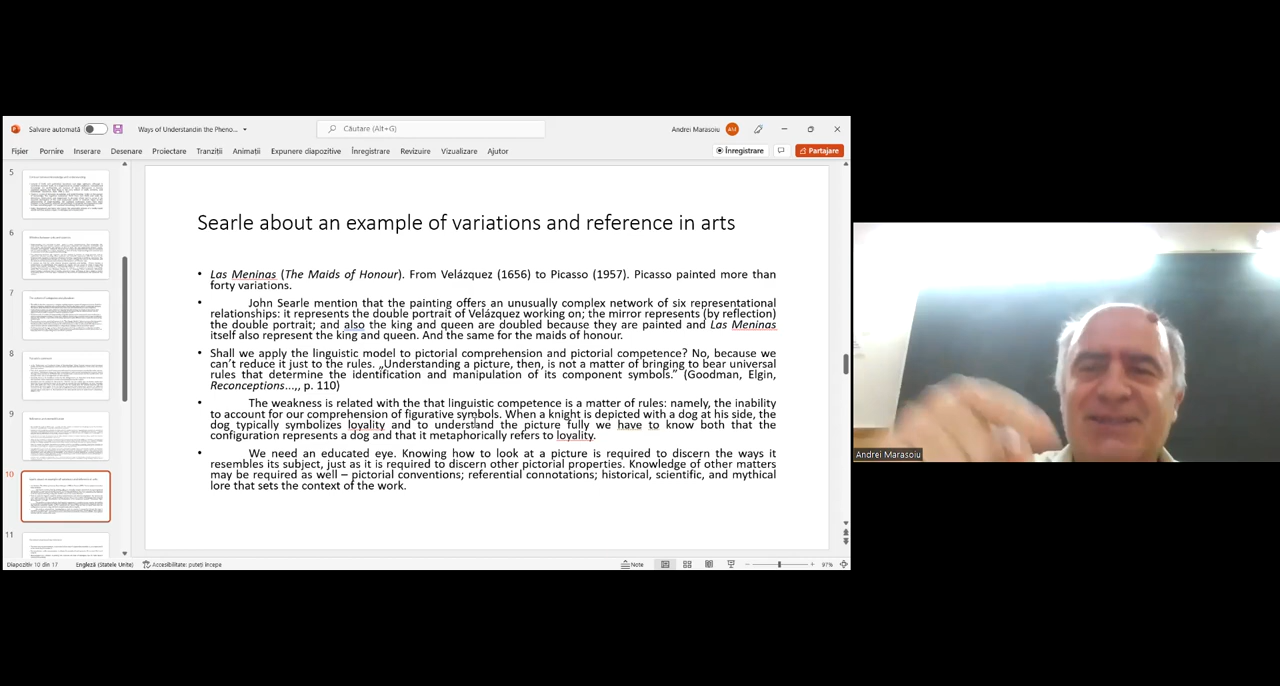 Salvare automată
Ways of Understandin the Pheno...
Căutare (Alt+G)
Andrei Marasoiu
Fișier Pornire Inserare Desenare Proiectare Tranziții Animații Expunere diapozitive Înregistrare Revizuire Vizualizare Ajutor
Înregistrare
Partajare
5
6
7
8
9
10
11
Searle about an example of variations and reference in arts
• Las Meninas (The Maids of Honour). From Velázquez (1656) to Picasso (1957). Picasso painted more than
forty variations.
• John Searle mention that the painting offers an unusually complex network of six representational
relationships: it represents the double portrait of Velázquez working on; the mirror represents (by reflection)
the double portrait; and also the king and queen are doubled because they are painted and Las Meninas
itself also represent the king and queen. And the same for the maids of honour.
• Shall we apply the linguistic model to pictorial comprehension and pictorial competence? No, because we
can't reduce it just to the rules. „Understanding a picture, then, is not a matter of bringing to bear universal
rules that determine the identification and manipulation of its component symbols." (Goodman, Elgin,
Reconceptions...,, p. 110)
• The weakness is related with the that linguistic competence is a matter of rules: namely, the inability
to account for our comprehension of figurative symbols. When a knight is depicted with a dog at his side, the
dog typically symbolizes loyality and to understand the picture fully we have to know both that the
configuration represents a dog and that it metaphorically refers to loyality.
• We need an educated eye. Knowing how to look at a picture is required to discern the ways it
resembles its subject, just as it is required to discern other pictorial properties. Knowledge of other matters
may be required as well – pictorial conventions; referential connotations; historical, scientific, and mythical
lore that sets the context of the work.
Diapozitiv 10 din 17
Engleză (Statele Unite)
Accesibilitate: puteți începe
Note
97%
Andrei Marasoiu